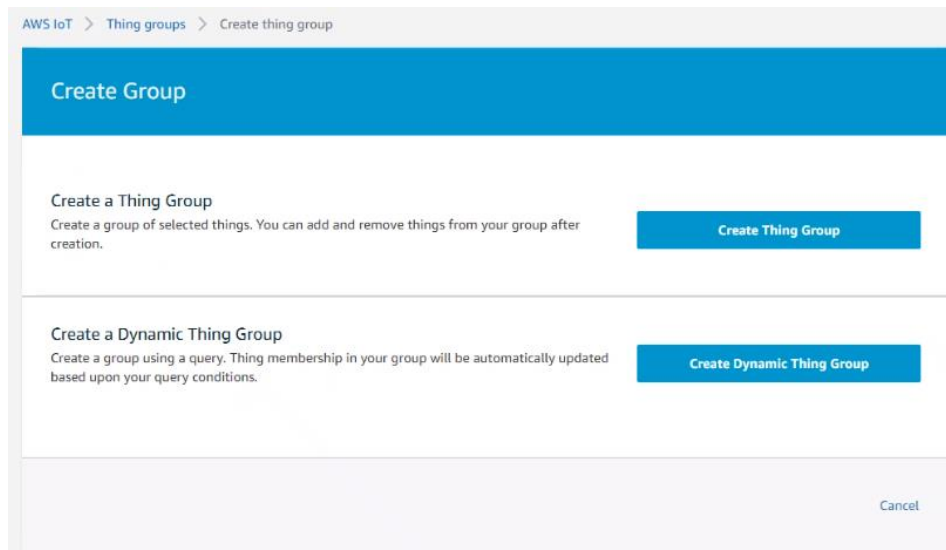 AWS IoT > Thing groups > Create thing group
Create Group
Create a Thing Group
Create a group of selected things. You can add and remove things from your group after
creation.
Create Thing Group
Create a Dynamic Thing Group
Create a group using a query. Thing membership in your group will be automatically updated
based upon your query conditions.
Create Dynamic Thing Group
Cancel